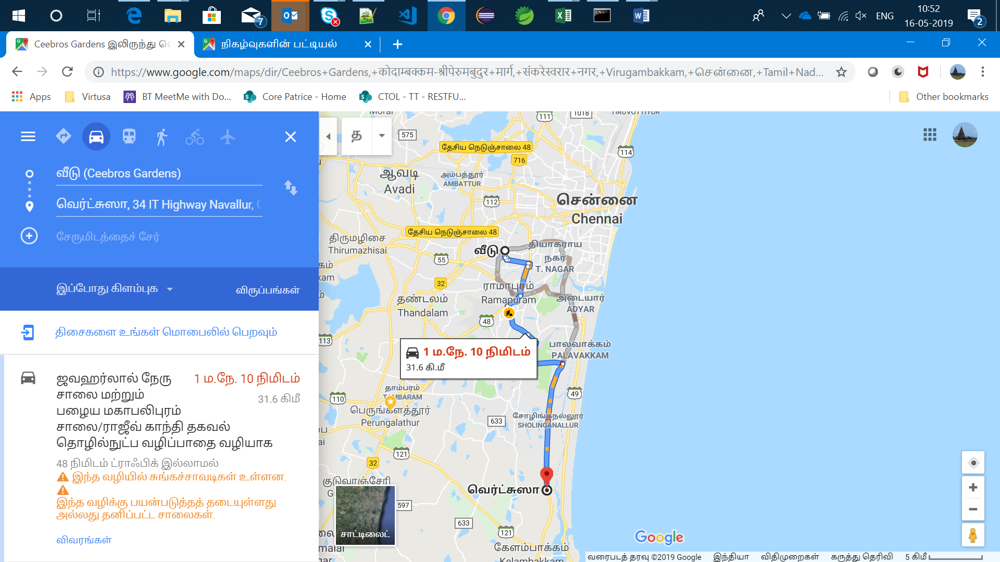 7
ENG
10:52
16-05-2019
2
Ceebros Gardens இலிருந்து
நிகழ்வுகளின் பட்டியல்
https://www.google.com/maps/dir/Ceebros+Gardens,+कोदाम्बक्कम-श्रीपेरुमबुदुर+मार्ग,+संकरेस्वरार+नगर,+Virugambakkam,+சென்னை,+Tamil+Nad...
Apps
Virtusa
BT MeetMe with Do...
Core Patrice - Home
CTOL - TT - RESTFU...
Other bookmarks
வீடு (Ceebros Gardens)
வெர்ட்சுஸா, 34 IT Highway Navallur,
சேருமிடத்தைச் சேர்
இப்போது கிளம்புக
விருப்பங்கள்
திசைகளை உங்கள் மொபைலில் பெறவும்
ஜவஹர்லால் நேரு
சாலை மற்றும்
பழைய மகாபலிபுரம்
சாலை/ராஜீவ் காந்தி தகவல்
தொழில்நுட்ப வழிப்பாதை வழியாக
1 ம.நே. 10 நிமிடம்
31.6 கிமீ
48 நிமிடம் ட்ராஃபிக் இல்லாமல்
இந்த வழியில் சுங்கச்சாவடிகள் உள்ளன.
இந்த வழிக்கு பயன்படுத்தத் தடையுள்ளது
அல்லது தனிப்பட்ட சாலைகள்.
விவரங்கள்
த
575
111
1018
தேசிய நெடுஞ்சாலை 48
716
114
ஆவடி
Avadi
அம்பத்தூர்
AMBATTUR
112
சென்னை
Chennai
தேசிய நெடுஞ்சாலை 48
திருமழிசை
Thirumazhisai
வீடு
தியாகராய
நகர்
T. NAGAR
55
32
ராமாபுரம்
Ramapuram
தண்டலம்
Thandalam
அடையார்
ADYAR
48
113
1 ம.நே. 10 நிமிடம்
31.6 கி.மீ
பாலவாக்கம்
PALAVAKKAM
தாம்பரம்
TAMBARAM
110
49
பெருங்களத்தூர்
Perungalathur
633
சோழிங்கநல்லூர்
SHOLINGANALLUR
121
32
குடுவாஞ்சேரி
வெர்ட்சுஸா
597
633
121
சாட்டிலைட்
கேளம்பாக்கம்
Kelambakkam
Google
வரைபடத் தரவு ©2019 Google
இந்தியா
விதிமுறைகள்
கருத்து தெரிவி
5 கிமீ